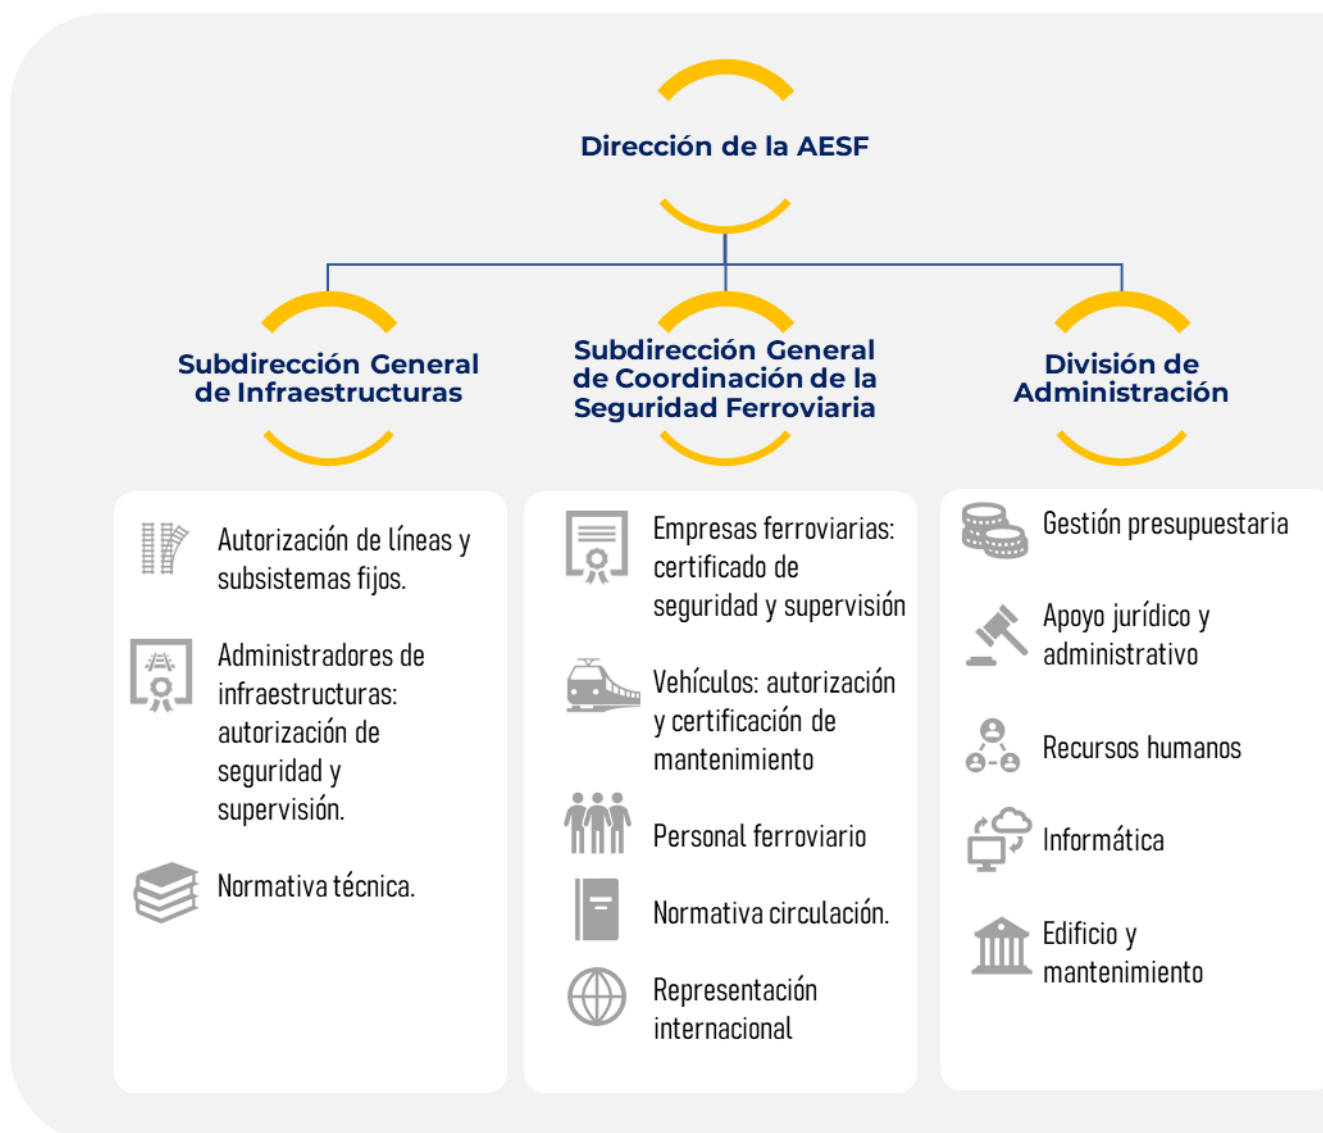 Dirección de la AESF
Subdirección General
de Infraestructuras
Subdirección General
de Coordinación de la
Seguridad Ferroviaria
División de
Administración
Autorización de líneas y
subsistemas fijos.
Administradores de
infraestructuras:
autorización de
seguridad y
supervisión.
Normativa técnica.
Empresas ferroviarias:
certificado de
seguridad y supervisión
Vehículos: autorización
y certificación de
mantenimiento
Personal ferroviario
Normativa circulación.
Representación
internacional
Gestión presupuestaria
Apoyo jurídico y
administrativo
Recursos humanos
Informática
Edificio y
mantenimiento